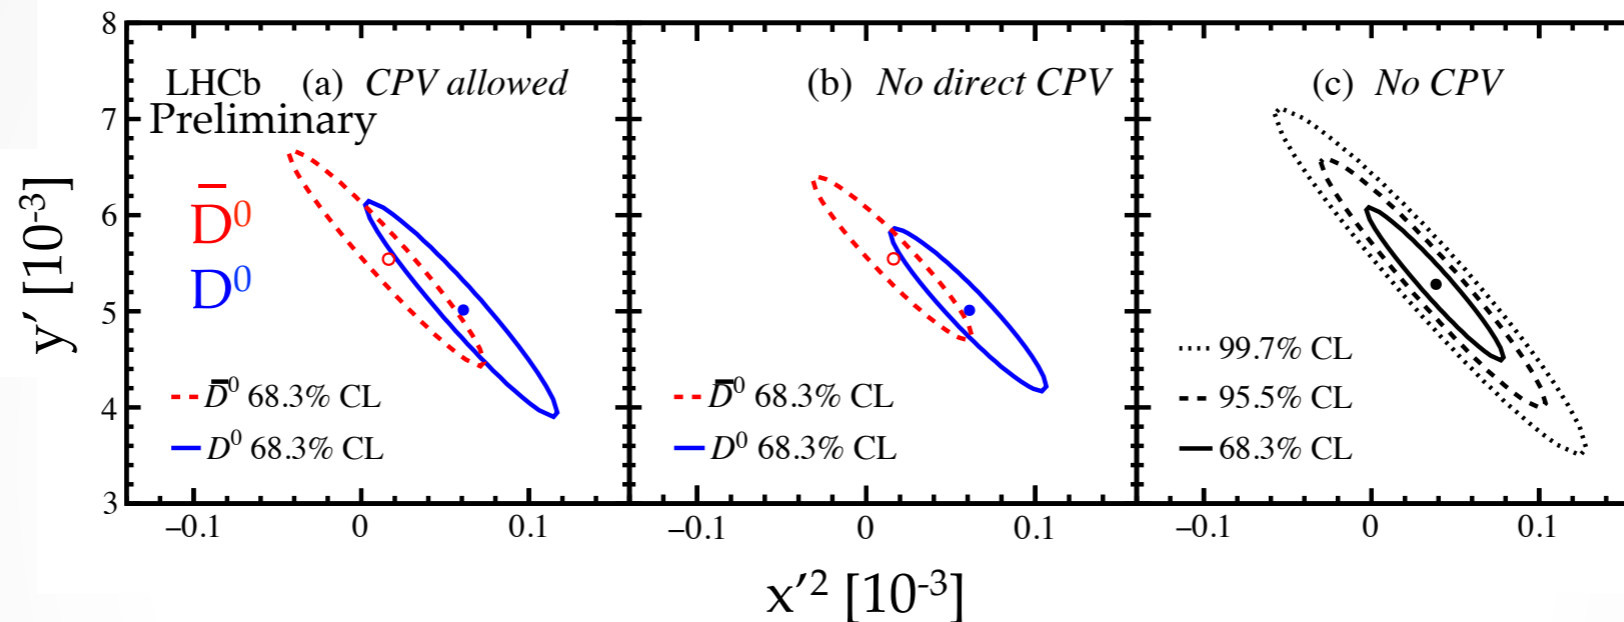 LHCb (a) CPV allowed
Preliminary
D̅⁰
D⁰
D̅⁰ 68.3% CL
D⁰ 68.3% CL
(b) No direct CPV
D̅⁰ 68.3% CL
D⁰ 68.3% CL
(c) No CPV
99.7% CL
95.5% CL
68.3% CL
y′ [10⁻³]
8
7
6
5
4
3
−0.1 0 0.1
−0.1 0 0.1
−0.1 0 0.1
x′² [10⁻³]